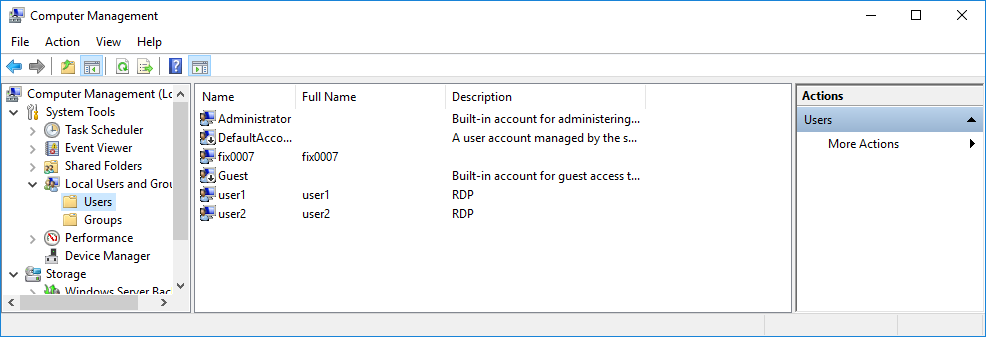 Computer Management
File Action View Help
Computer Management (Lo
System Tools
Task Scheduler
Event Viewer
Shared Folders
Local Users and Grou
Users
Groups
Performance
Device Manager
Storage
Windows Server Bac
Name Full Name Description
Administrator Built-in account for administering...
DefaultAcco... A user account managed by the s...
fix0007 fix0007
Guest Built-in account for guest access t...
user1 user1 RDP
user2 user2 RDP
Actions
Users
More Actions